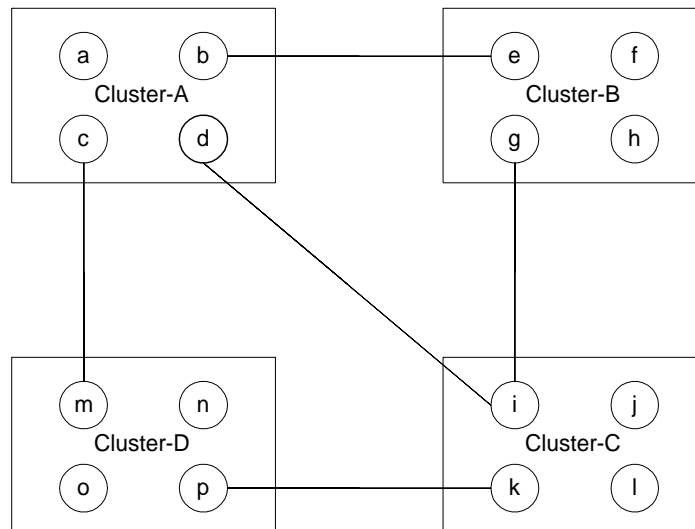 a b
Cluster-A
c d
e f
Cluster-B
g h
m n
Cluster-D
o p
i j
Cluster-C
k l